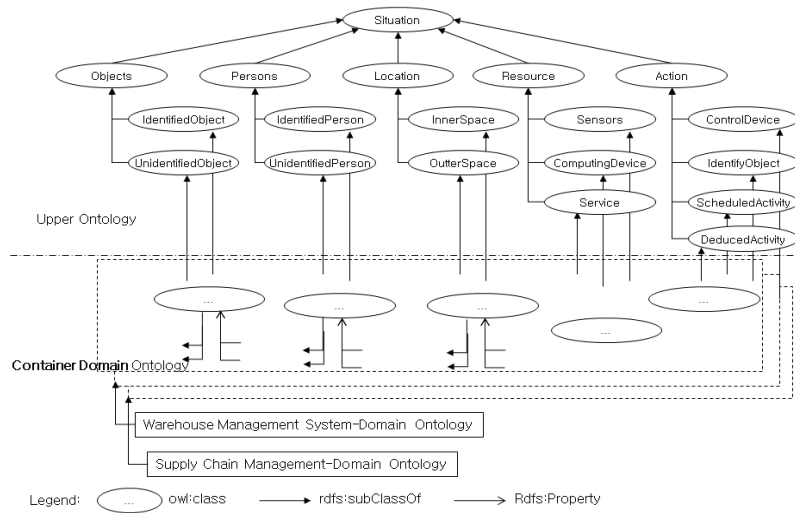 Situation
Objects Persons Location Resource Action
IdentifiedObject IdentifiedPerson InnerSpace Sensors ControlDevice
UnidentifiedObject UnidentifiedPerson OutterSpace ComputingDevice IdentifyObject
Service ScheduledActivity
Upper Ontology
DeducedActivity
... ... ... ... ...
Container Domain Ontology
Warehouse Management System-Domain Ontology
Supply Chain Management-Domain Ontology
Legend: ... owl:class rdfs:subClassOf Rdfs:Property